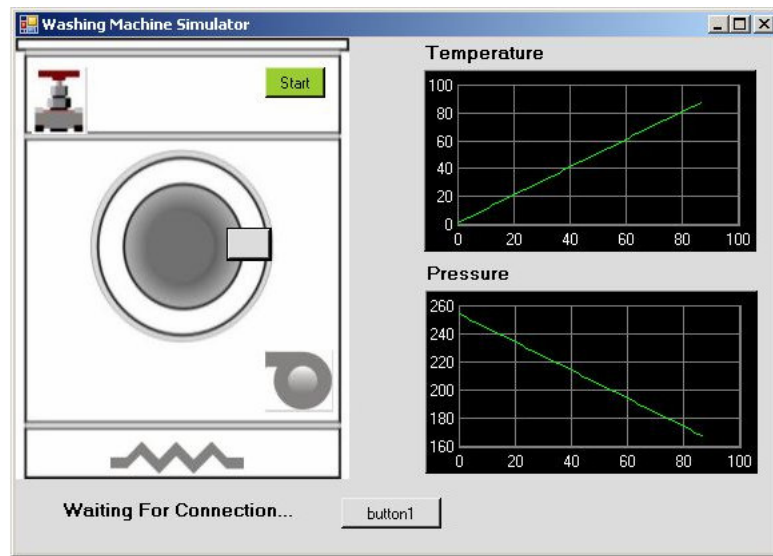 Washing Machine Simulator
Start
Temperature
100
80
60
40
20
0
0 20 40 60 80 100
Pressure
260
240
220
200
180
160
0 20 40 60 80 100
Waiting For Connection...
button1